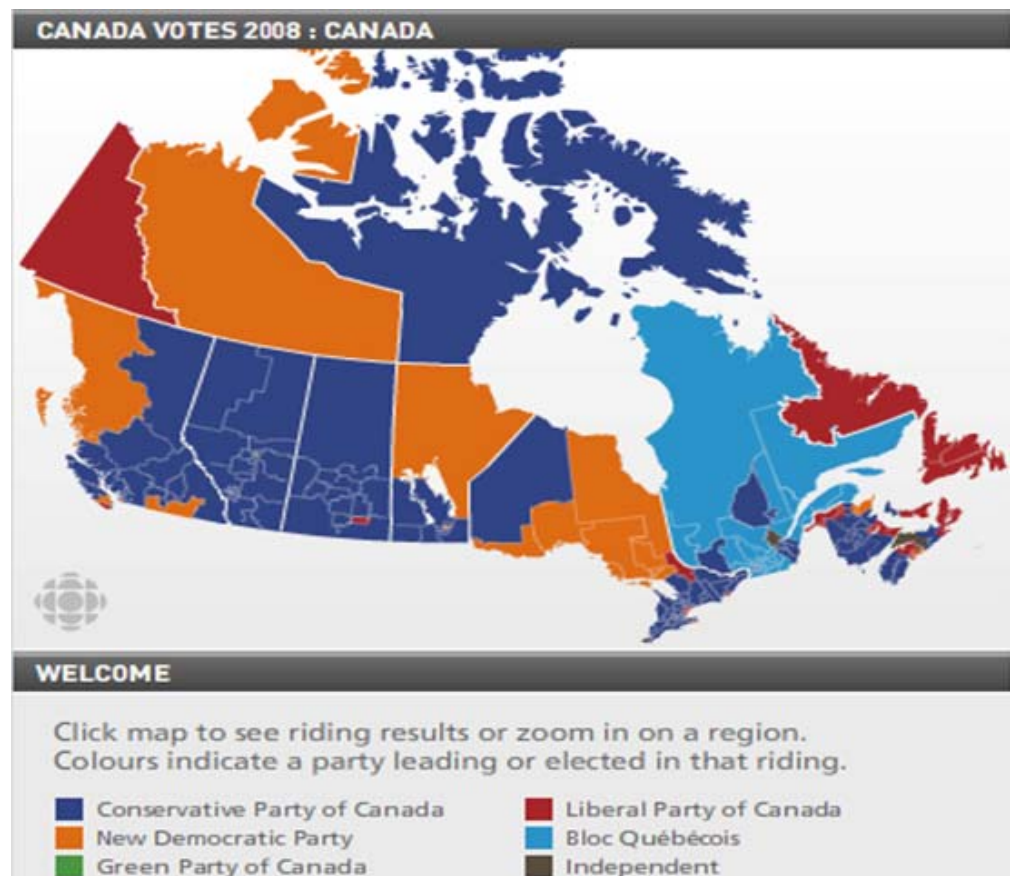 CANADA VOTES 2008 : CANADA
WELCOME
Click map to see riding results or zoom in on a region.
Colours indicate a party leading or elected in that riding.
Conservative Party of Canada
Liberal Party of Canada
New Democratic Party
Bloc Québécois
Green Party of Canada
Independent